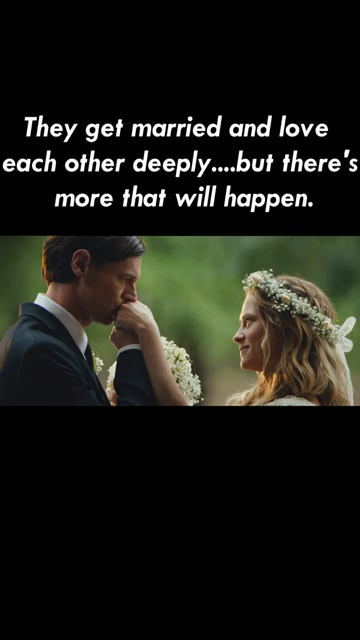 They get married and love
each other deeply....but there's
more that will happen.